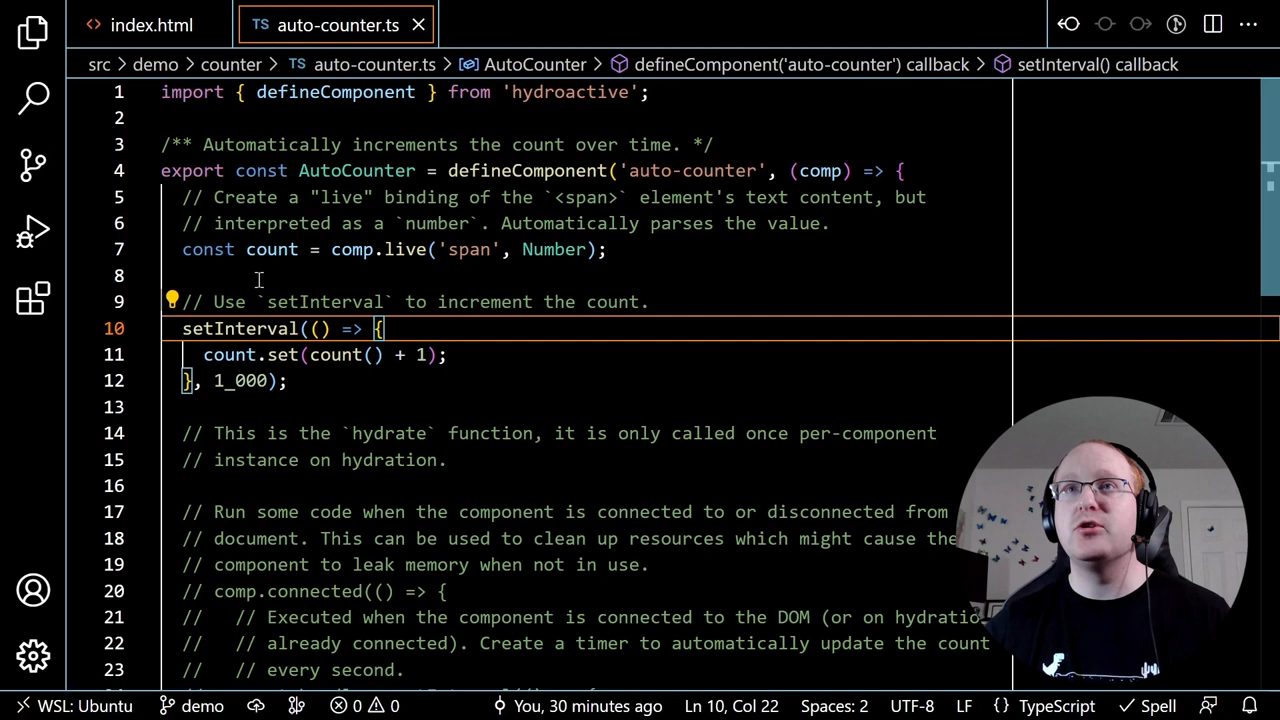 index.html
TS auto-counter.ts
src > demo > counter > TS auto-counter.ts > AutoCounter > defineComponent('auto-counter') callback > setInterval() callback
1 import { defineComponent } from 'hydroactive';
2
3 /** Automatically increments the count over time. */
4 export const AutoCounter = defineComponent('auto-counter', (comp) => {
5 // Create a "live" binding of the `<span>` element's text content, but
6 // interpreted as a `number`. Automatically parses the value.
7 const count = comp.live('span', Number);
8
9 // Use `setInterval` to increment the count.
10 setInterval(() => {
11 count.set(count() + 1);
12 }, 1_000);
13
14 // This is the `hydrate` function, it is only called once per-component
15 // instance on hydration.
16
17 // Run some code when the component is connected to or disconnected from
18 // document. This can be used to clean up resources which might cause the
19 // component to leak memory when not in use.
20 // comp.connected(() => {
21 // // Executed when the component is connected to the DOM (or on hydratio
22 // // already connected). Create a timer to automatically update the count
23 // // every second.
WSL: Ubuntu
demo
0
0
You, 30 minutes ago
Ln 10, Col 22
Spaces: 2
UTF-8
LF
{} TypeScript
Spell